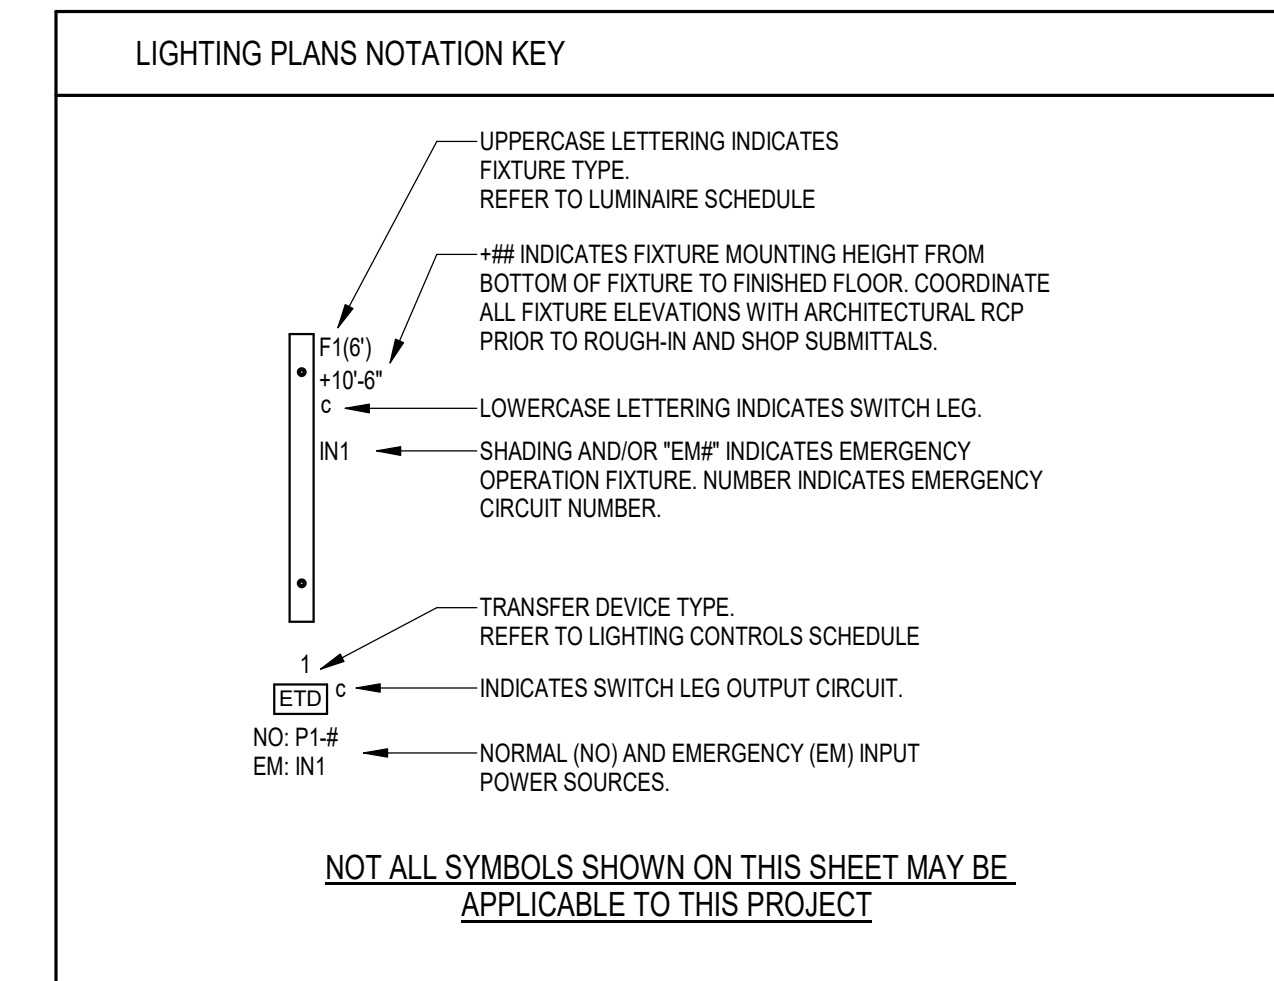 LIGHTING PLANS NOTATION KEY
UPPERCASE LETTERING INDICATES
FIXTURE TYPE.
REFER TO LUMINAIRE SCHEDULE
+## INDICATES FIXTURE MOUNTING HEIGHT FROM
BOTTOM OF FIXTURE TO FINISHED FLOOR. COORDINATE
ALL FIXTURE ELEVATIONS WITH ARCHITECTURAL RCP
PRIOR TO ROUGH-IN AND SHOP SUBMITTALS.
F1(6')
+10'-6"
c
LOWERCASE LETTERING INDICATES SWITCH LEG.
IN1
SHADING AND/OR "EM#" INDICATES EMERGENCY
OPERATION FIXTURE. NUMBER INDICATES EMERGENCY
CIRCUIT NUMBER.
TRANSFER DEVICE TYPE.
REFER TO LIGHTING CONTROLS SCHEDULE
1
ETD
c
INDICATES SWITCH LEG OUTPUT CIRCUIT.
NO: P1-#
EM: IN1
NORMAL (NO) AND EMERGENCY (EM) INPUT
POWER SOURCES.
NOT ALL SYMBOLS SHOWN ON THIS SHEET MAY BE
APPLICABLE TO THIS PROJECT